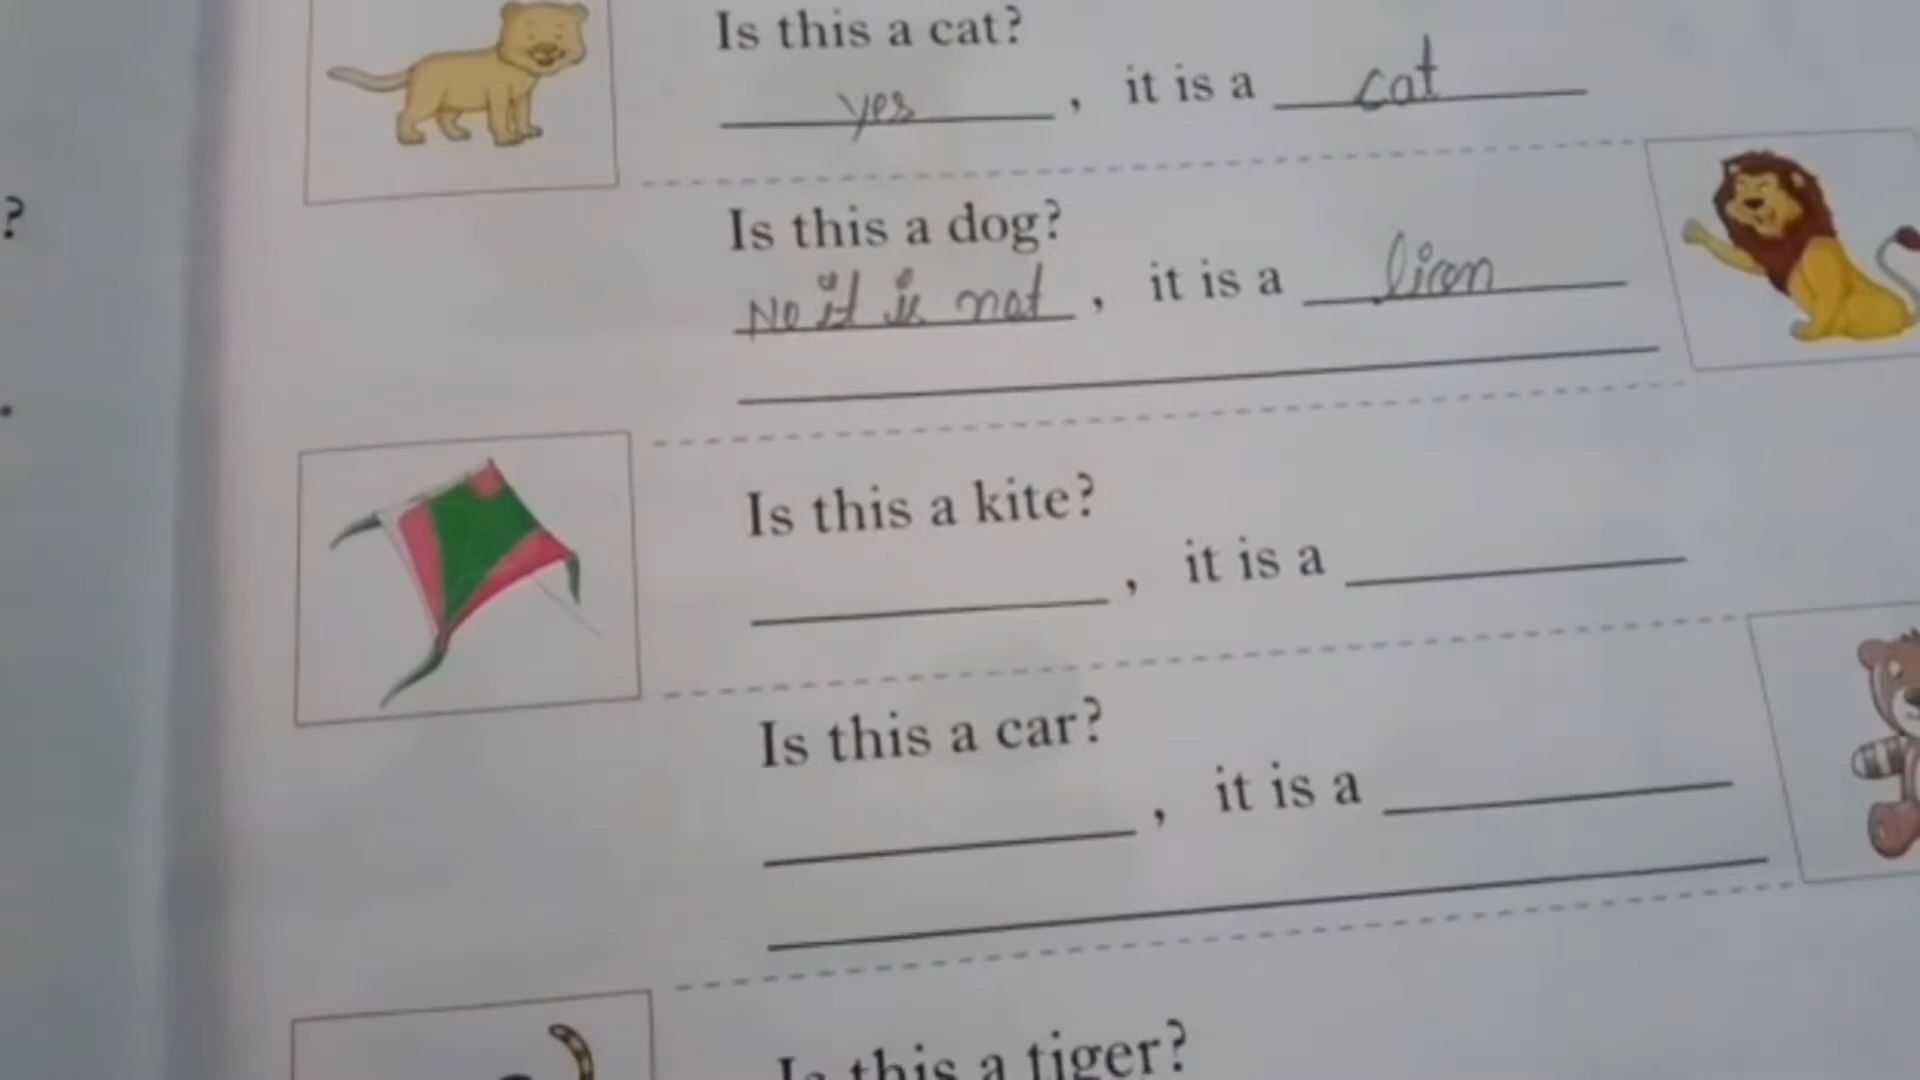 Is this a cat?
yes, it is a cat
?
Is this a dog?
No it is not, it is a lion
.
Is this a kite?
, it is a
Is this a car?
, it is a
Is this a tiger?